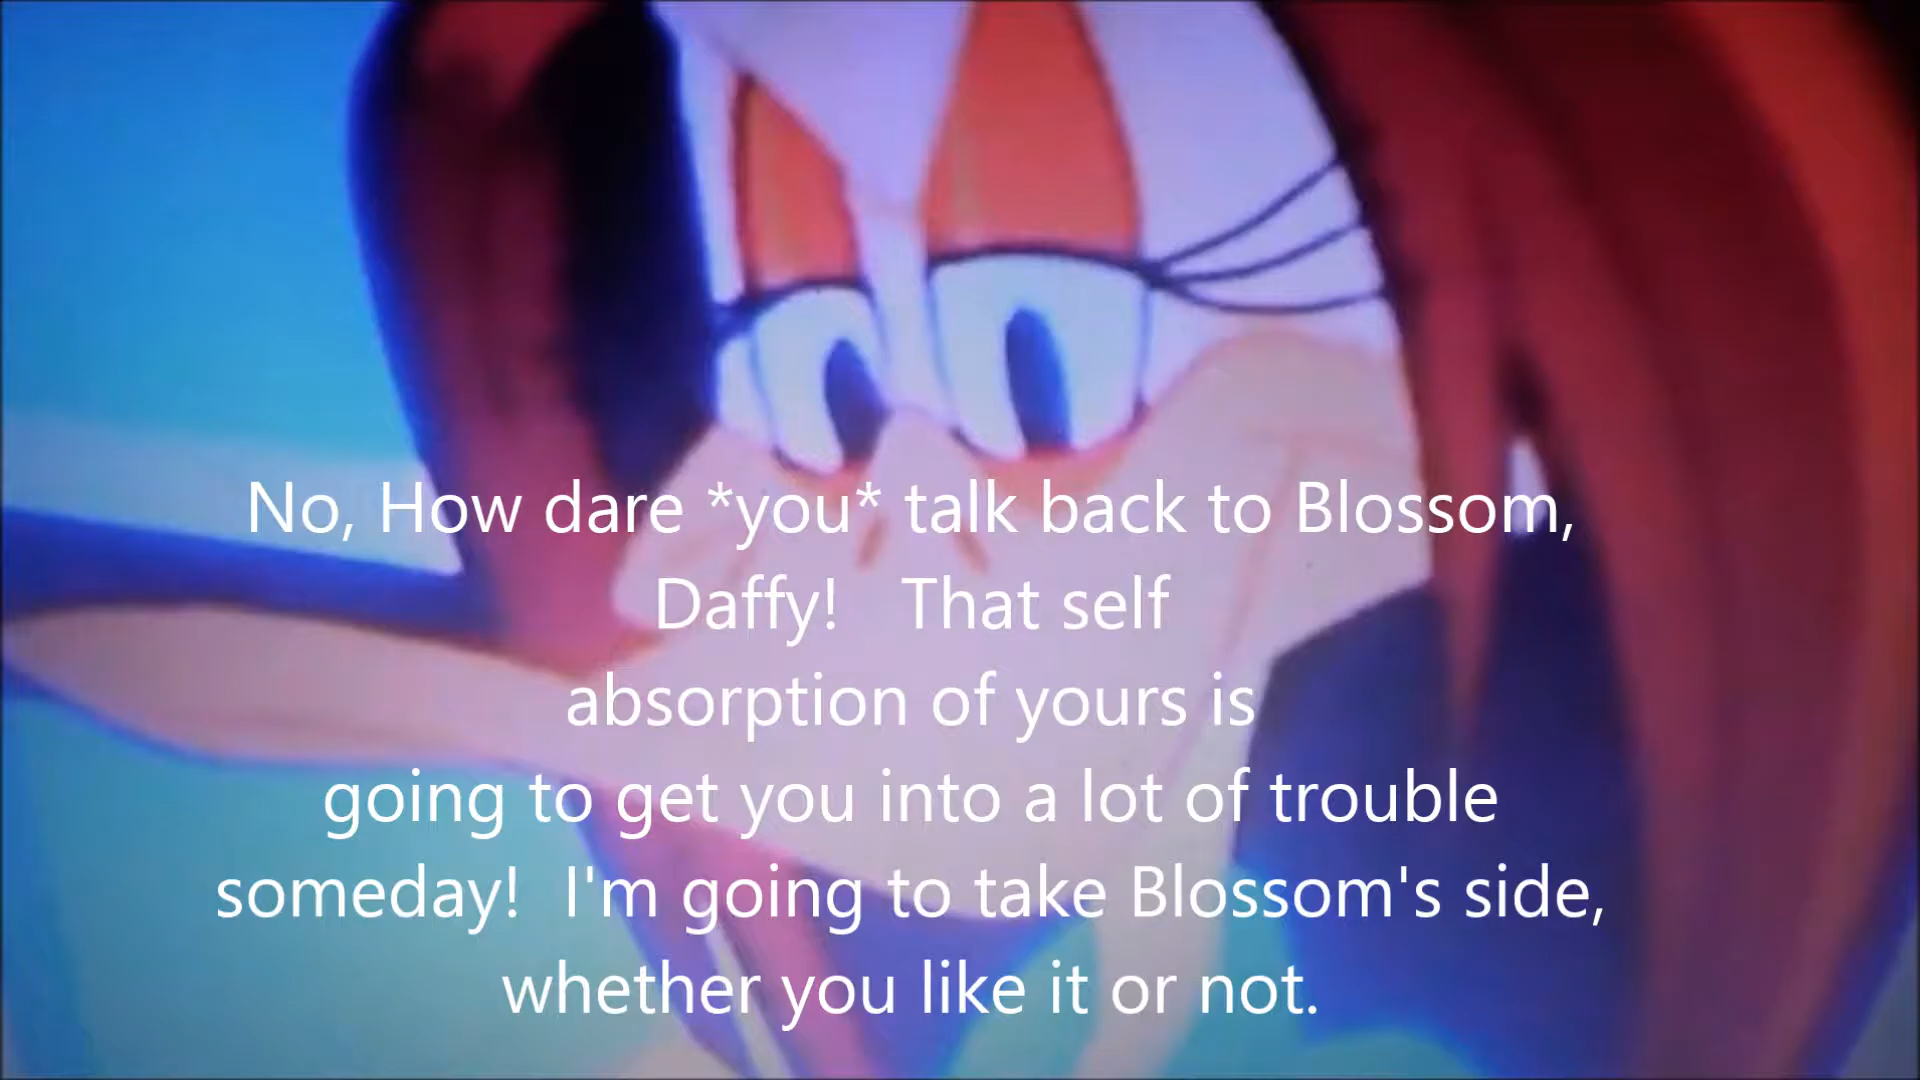 No, How dare *you* talk back to Blossom,
Daffy!   That self
absorption of yours is
going to get you into a lot of trouble
someday!  I'm going to take Blossom's side,
whether you like it or not.